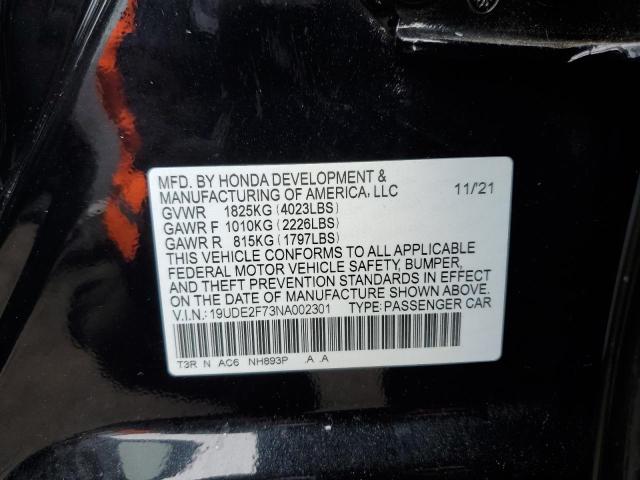 MFD. BY HONDA DEVELOPMENT &
MANUFACTURING OF AMERICA, LLC 11/'21
GVWR 1825KG (4023LBS)
GAWR F 1010KG (2226LBS)
GAWR R 815KG (1797LBS)
THIS VEHICLE CONFORMS TO ALL APPLICABLE
FEDERAL MOTOR VEHICLE SAFETY, BUMPER,
AND THEFT PREVENTION STANDARDS IN EFFECT
ON THE DATE OF MANUFACTURE SHOWN ABOVE.
V.I.N.:19UDE2F73NA002301 TYPE:PASSENGER CAR
T3R N AC6 NH893P .A .A